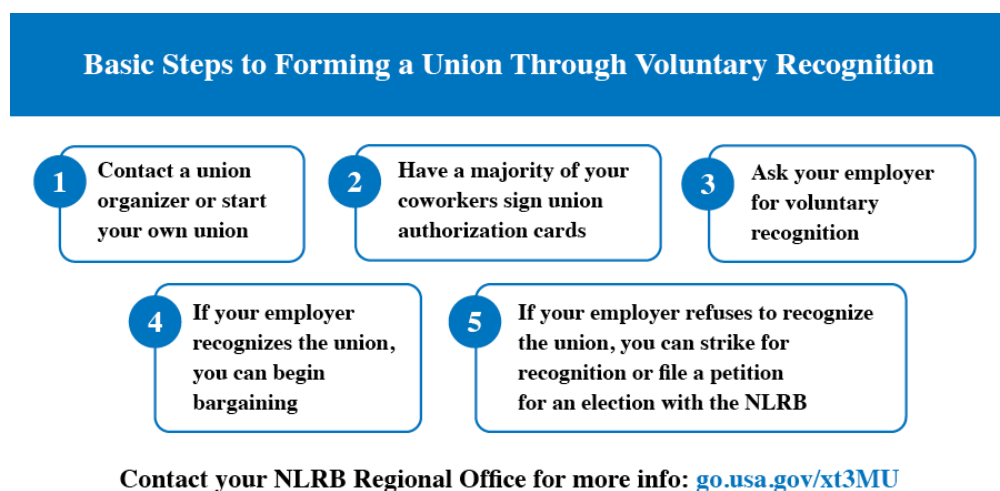 Basic Steps to Forming a Union Through Voluntary Recognition
1
Contact a union
organizer or start
your own union
2
Have a majority of your
coworkers sign union
authorization cards
3
Ask your employer
for voluntary
recognition
4
If your employer
recognizes the union,
you can begin
bargaining
5
If your employer refuses to recognize
the union, you can strike for
recognition or file a petition
for an election with the NLRB
Contact your NLRB Regional Office for more info: go.usa.gov/xt3MU